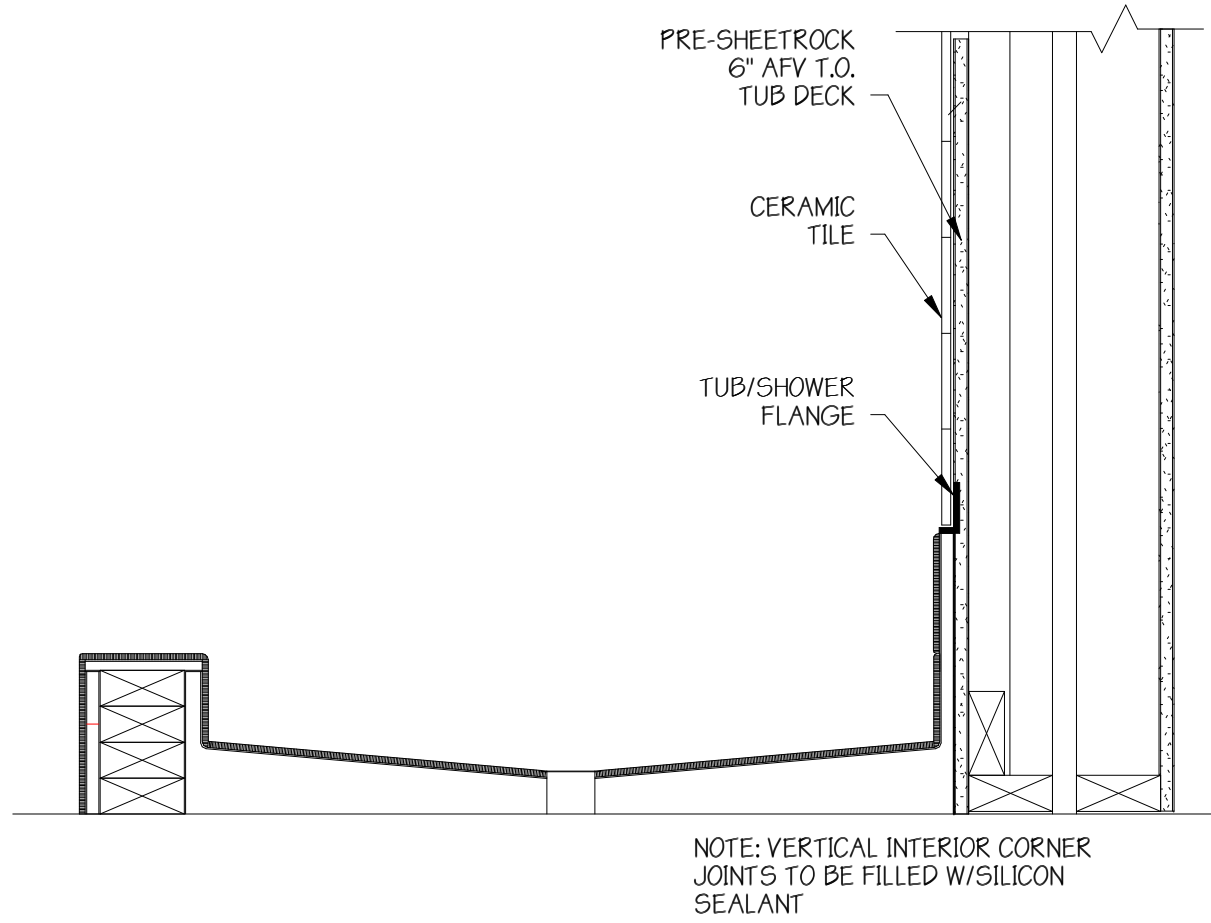 PRE-SHEETROCK
6" AFV T.O.
TUB DECK
CERAMIC
TILE
TUB/SHOWER
FLANGE
NOTE: VERTICAL INTERIOR CORNER
JOINTS TO BE FILLED W/SILICON
SEALANT